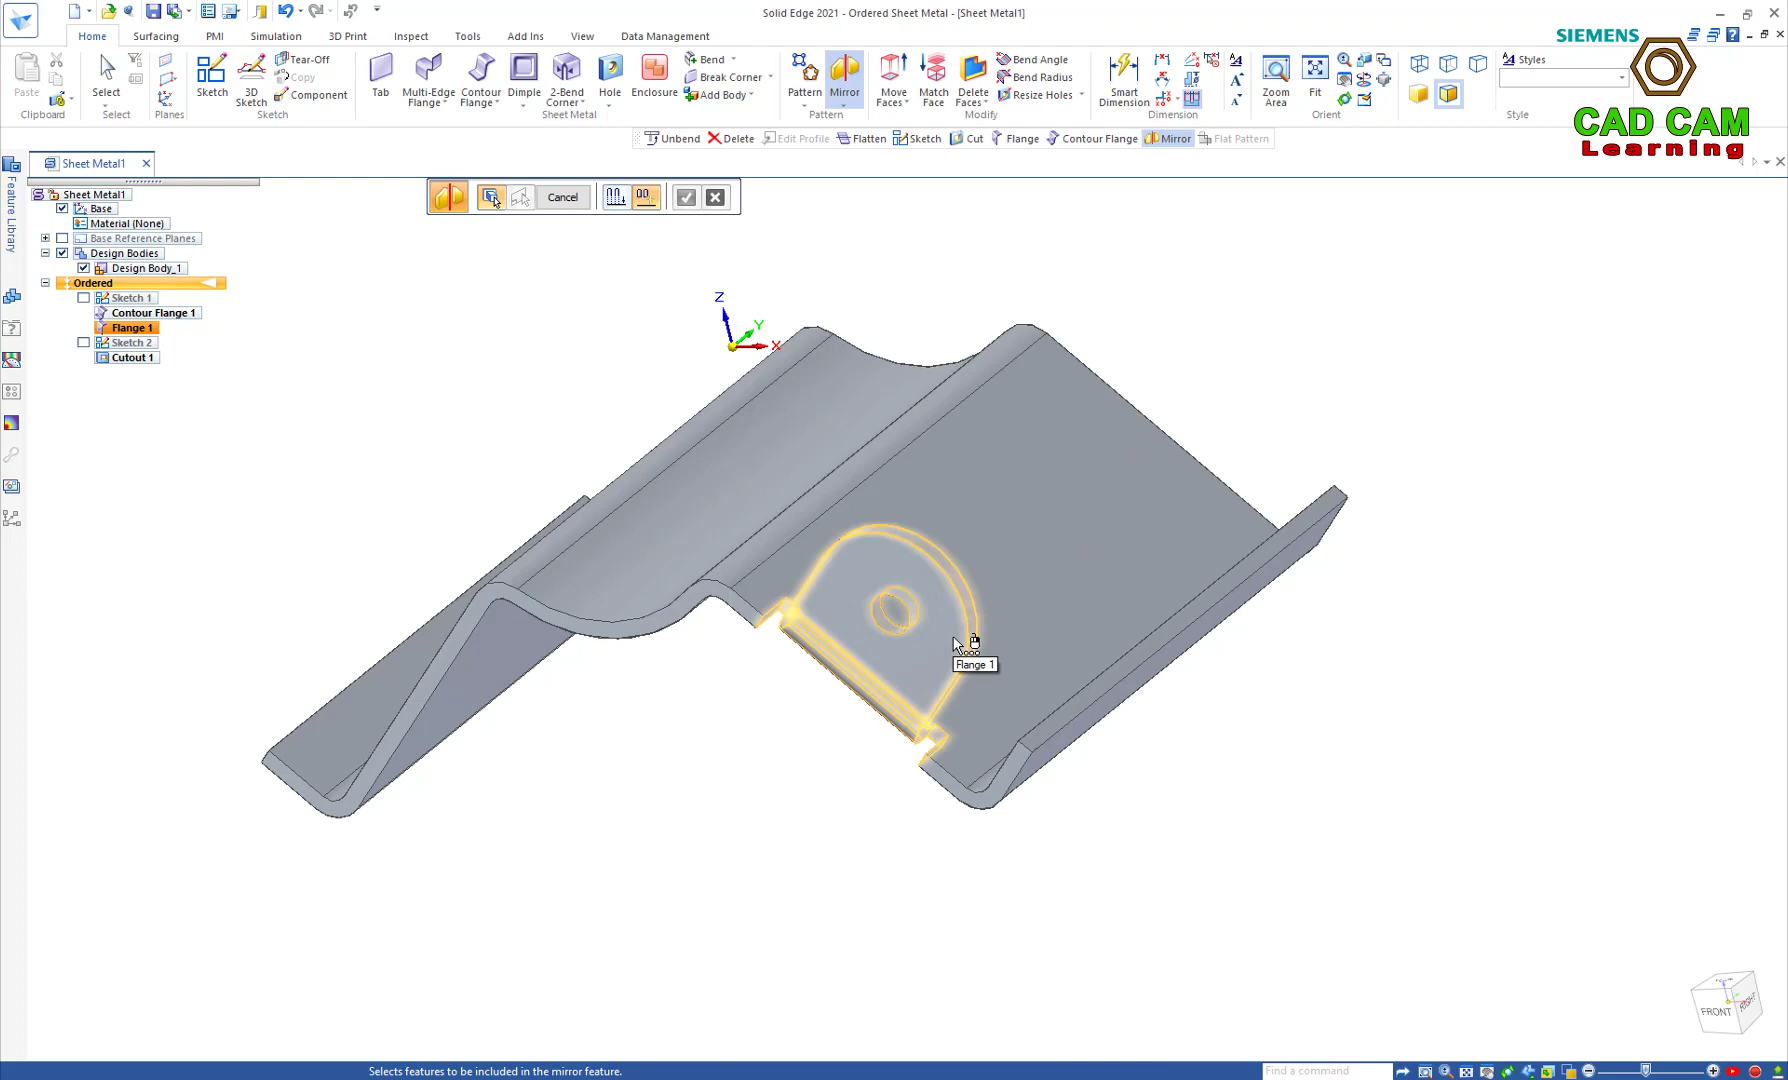 Solid Edge 2021 - Ordered Sheet Metal - [Sheet Metal1]
Home
Surfacing
PMI
Simulation
3D Print
Inspect
Tools
Add Ins
View
Data Management
SIEMENS
Paste
Clipboard
Select
Select
Planes
Sketch
3D
Sketch
Tear-Off
Copy
Component
Sketch
Tab
Multi-Edge
Flange
Contour
Flange
Dimple
2-Bend
Corner
Hole
Enclosure
Bend
Break Corner
Add Body
Sheet Metal
Pattern
Mirror
Pattern
Move
Faces
Match
Face
Delete
Faces
Bend Angle
Bend Radius
Resize Holes
Modify
Smart
Dimension
Dimension
Zoom
Area
Fit
Orient
Styles
Style
CAD CAM
Learning
Unbend
Delete
Edit Profile
Flatten
Sketch
Cut
Flange
Contour Flange
Mirror
Flat Pattern
Sheet Metal1
Feature Library
Cancel
Sheet Metal1
Base
Material (None)
Base Reference Planes
Design Bodies
Design Body_1
Ordered
Sketch 1
Contour Flange 1
Flange 1
Sketch 2
Cutout 1
Z
Y
X
Flange 1
FRONT
RIGHT
Selects features to be included in the mirror feature.
Find a command